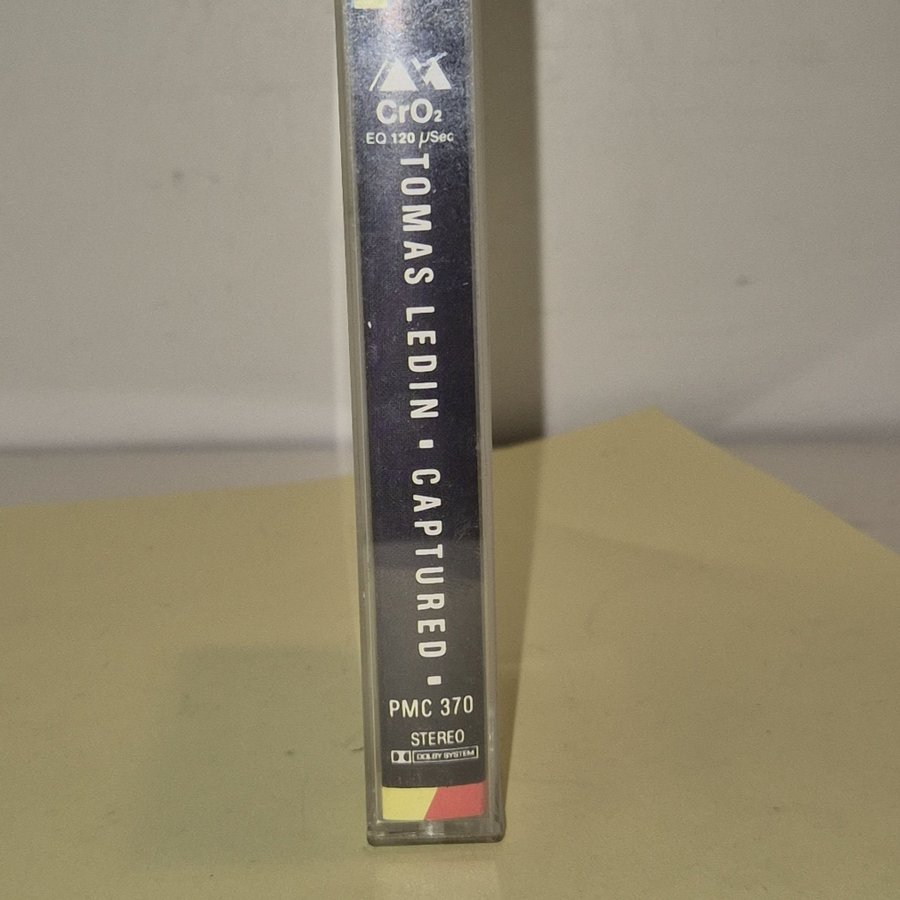 CrO₂
EQ 120 µSec
TOMAS LEDIN ▪ CAPTURED ▪
PMC 370
STEREO
DOLBY SYSTEM